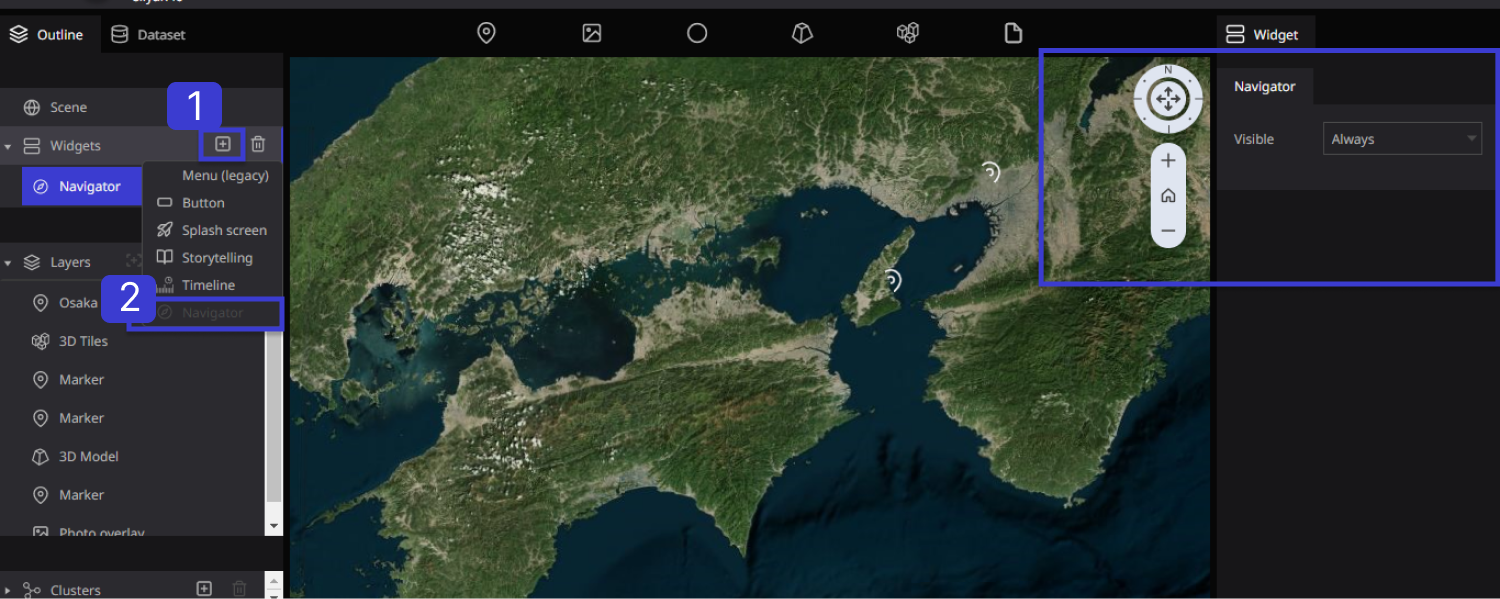 Outline
Dataset
Widget
1
Scene
Widgets
Menu (legacy)
Navigator
Button
Splash screen
Storytelling
Layers
Timeline
2
Osaka
Navigator
3D Tiles
Marker
Marker
3D Model
Marker
Photo overlay
Clusters
N
Navigator
Visible
Always